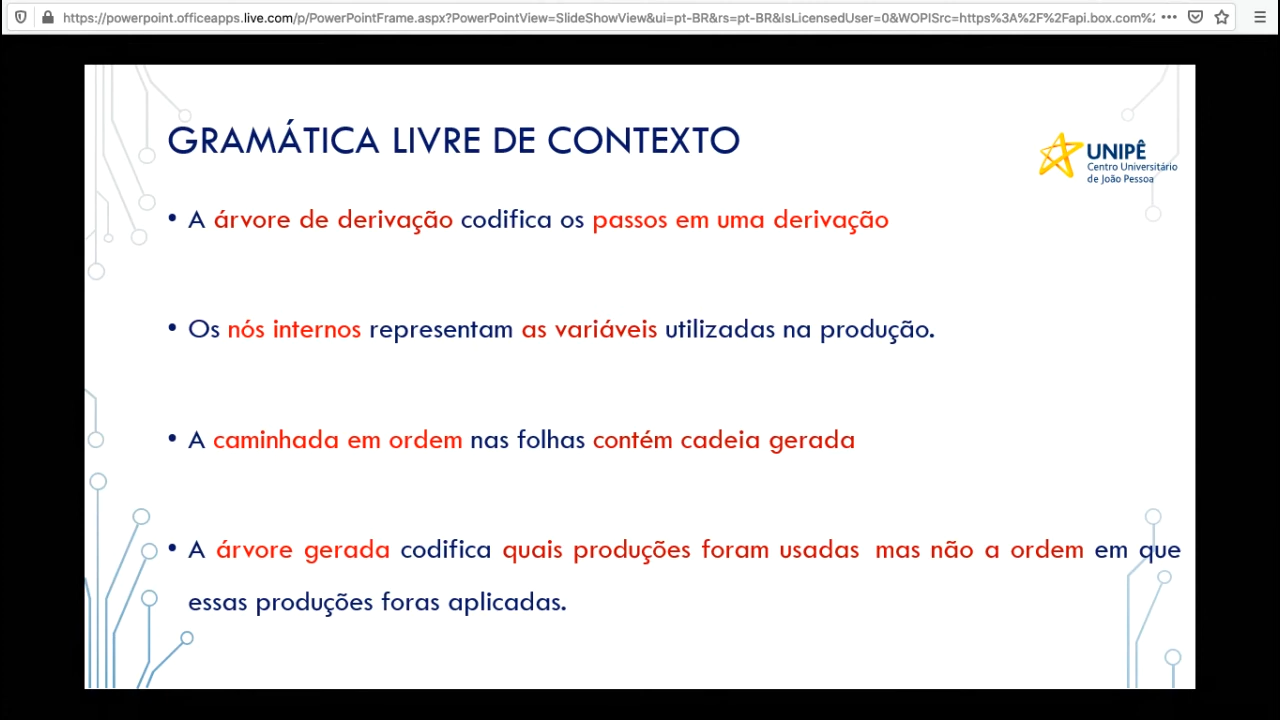 https://powerpoint.officeapps.live.com/p/PowerPointFrame.aspx?PowerPointView=SlideShowView&ui=pt-BR&rs=pt-BR&IsLicensedUser=0&WOPISrc=https%3A%2F%2Fapi.box.com%2
GRAMÁTICA LIVRE DE CONTEXTO
UNIPÊ
Centro Universitário
de João Pessoa
• A árvore de derivação codifica os passos em uma derivação
• Os nós internos representam as variáveis utilizadas na produção.
• A caminhada em ordem nas folhas contém cadeia gerada
• A árvore gerada codifica quais produções foram usadas mas não a ordem em que
essas produções foras aplicadas.